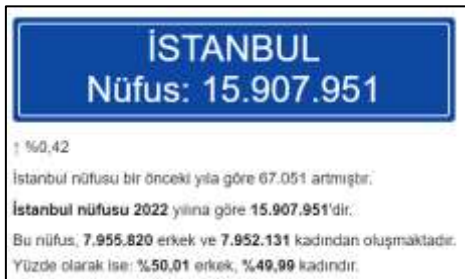 İSTANBUL
Nüfus: 15.907.951
↑ %0,42
İstanbul nüfusu bir önceki yıla göre 67.051 artmıştır.
İstanbul nüfusu 2022 yılına göre 15.907.951'dir.
Bu nüfus, 7.955.820 erkek ve 7.952.131 kadından oluşmaktadır.
Yüzde olarak ise: %50,01 erkek, %49,99 kadındır.